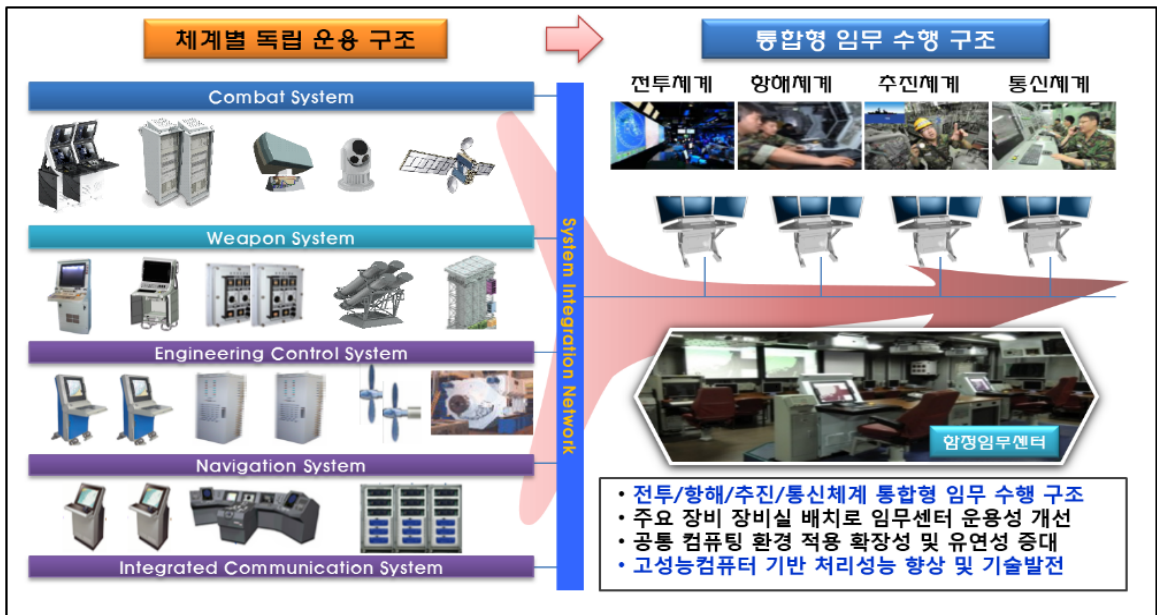 체계별 독립 운용 구조
통합형 임무 수행 구조
Combat System
Weapon System
Engineering Control System
Navigation System
Integrated Communication System
System Integration Network
전투체계
항해체계
추진체계
통신체계
함정임무센터
• 전투/항해/추진/통신체계 통합형 임무 수행 구조
• 주요 장비 장비실 배치로 임무센터 운용성 개선
• 공통 컴퓨팅 환경 적용 확장성 및 유연성 증대
• 고성능컴퓨터 기반 처리성능 향상 및 기술발전